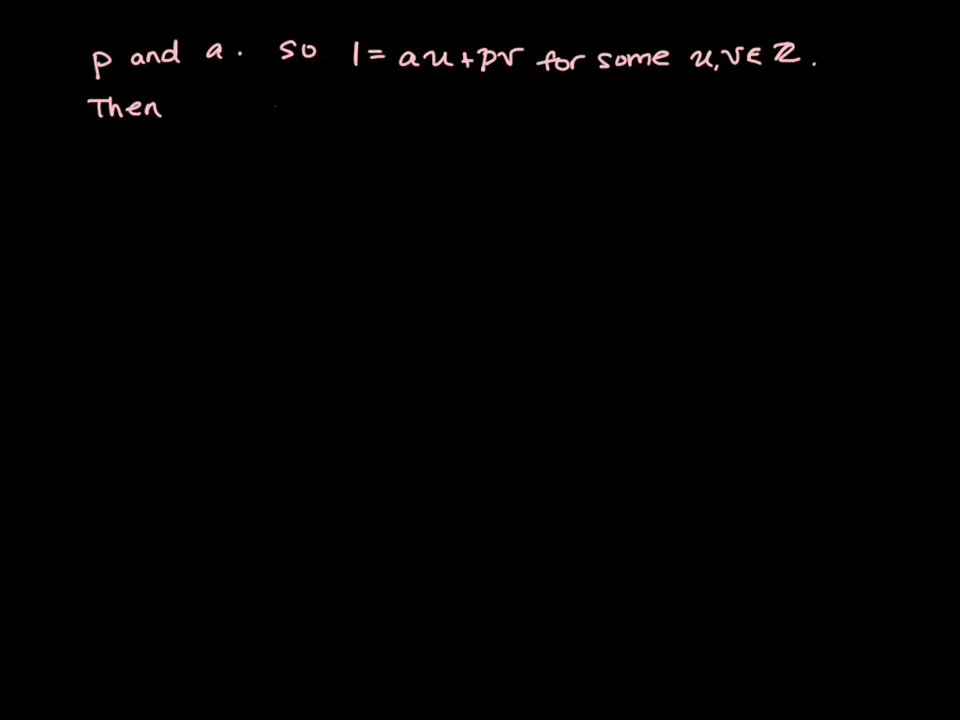 p and a. so 1 = au + pv for some u, v ∈ ℤ.
Then